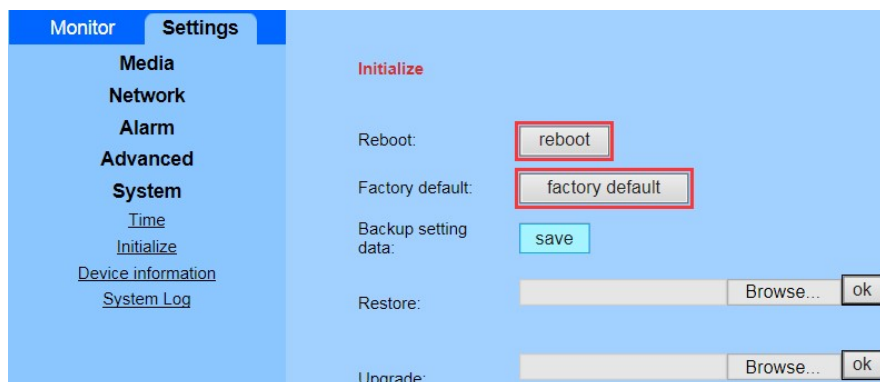 Monitor Settings
Media
Network
Alarm
Advanced
System
Time
Initialize
Device information
System Log
Initialize
Reboot: reboot
Factory default: factory default
Backup setting
data: save
Restore: Browse... ok
Upgrade: Browse... ok